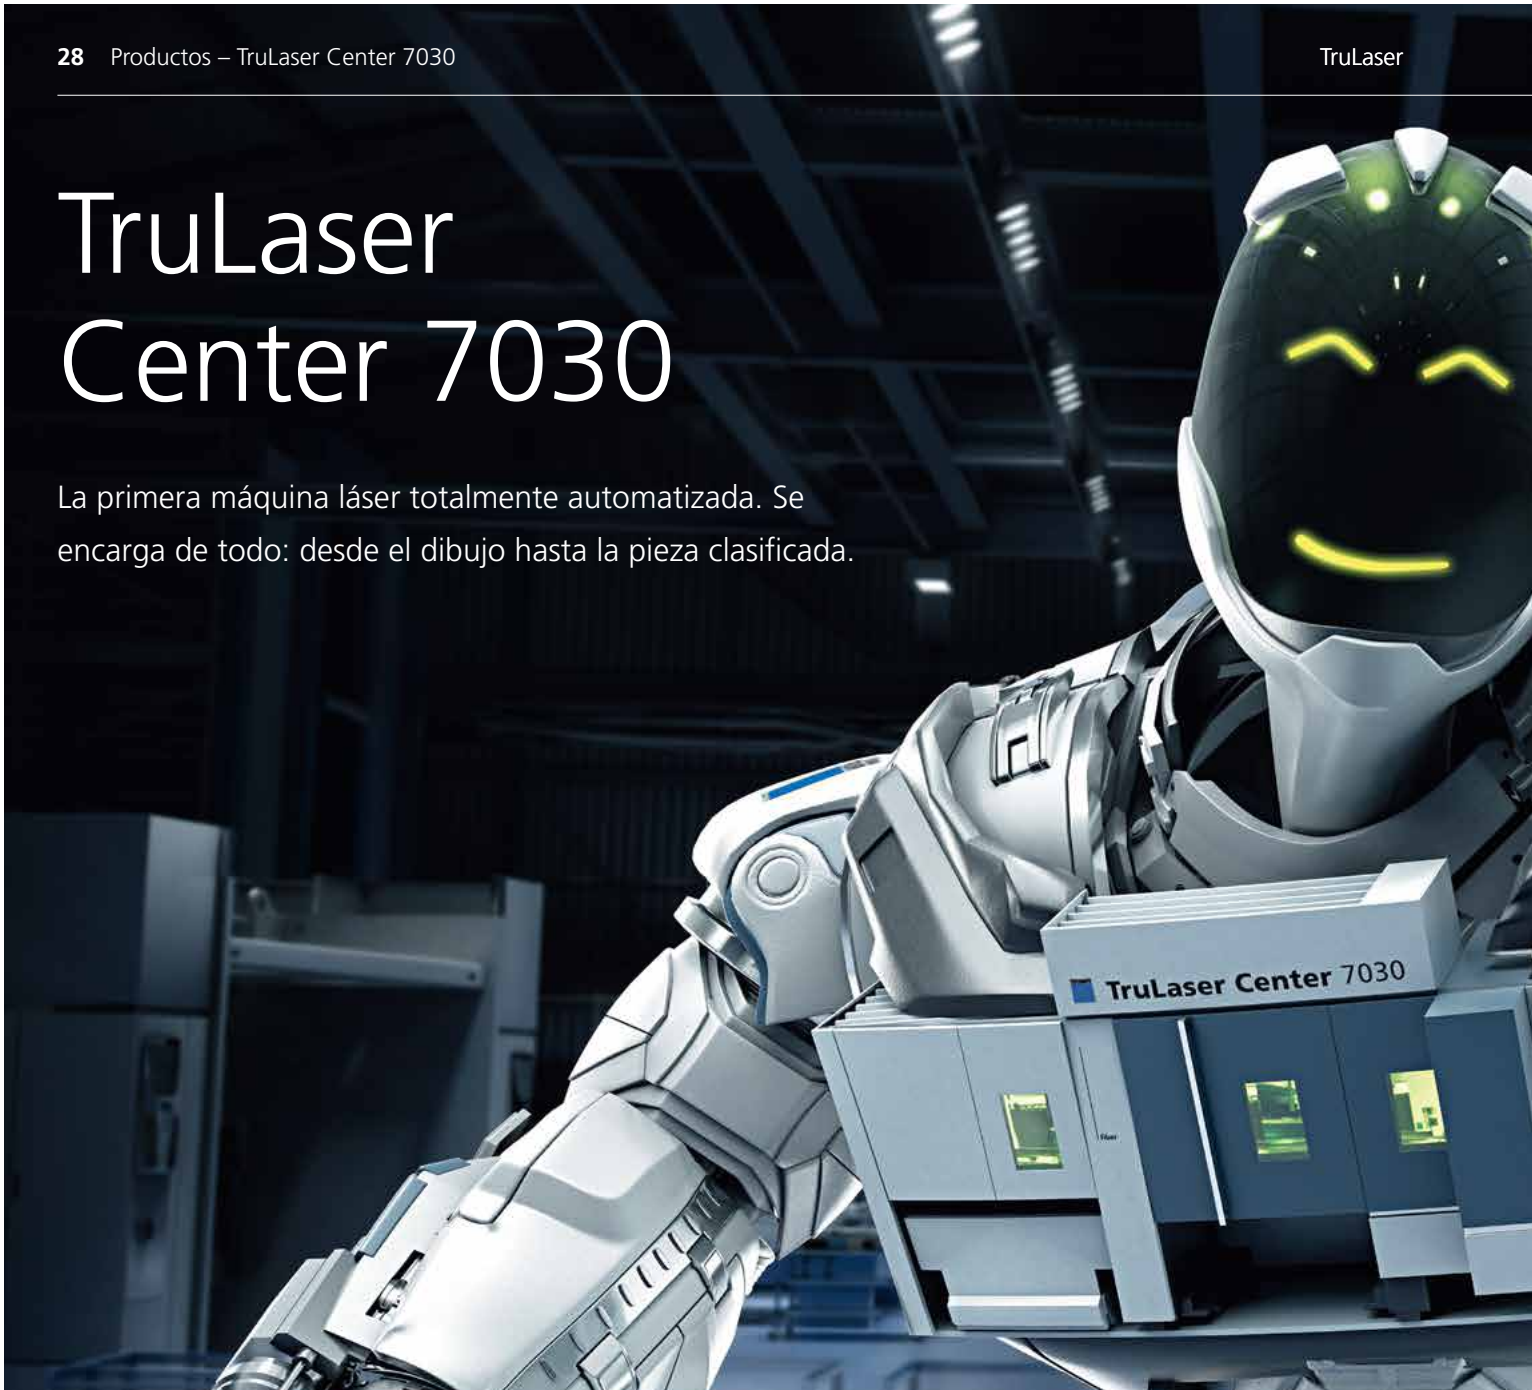 28 Productos – TruLaser Center 7030
TruLaser
TruLaser
Center 7030
La primera máquina láser totalmente automatizada. Se
encarga de todo: desde el dibujo hasta la pieza clasificada.
TruLaser Center 7030